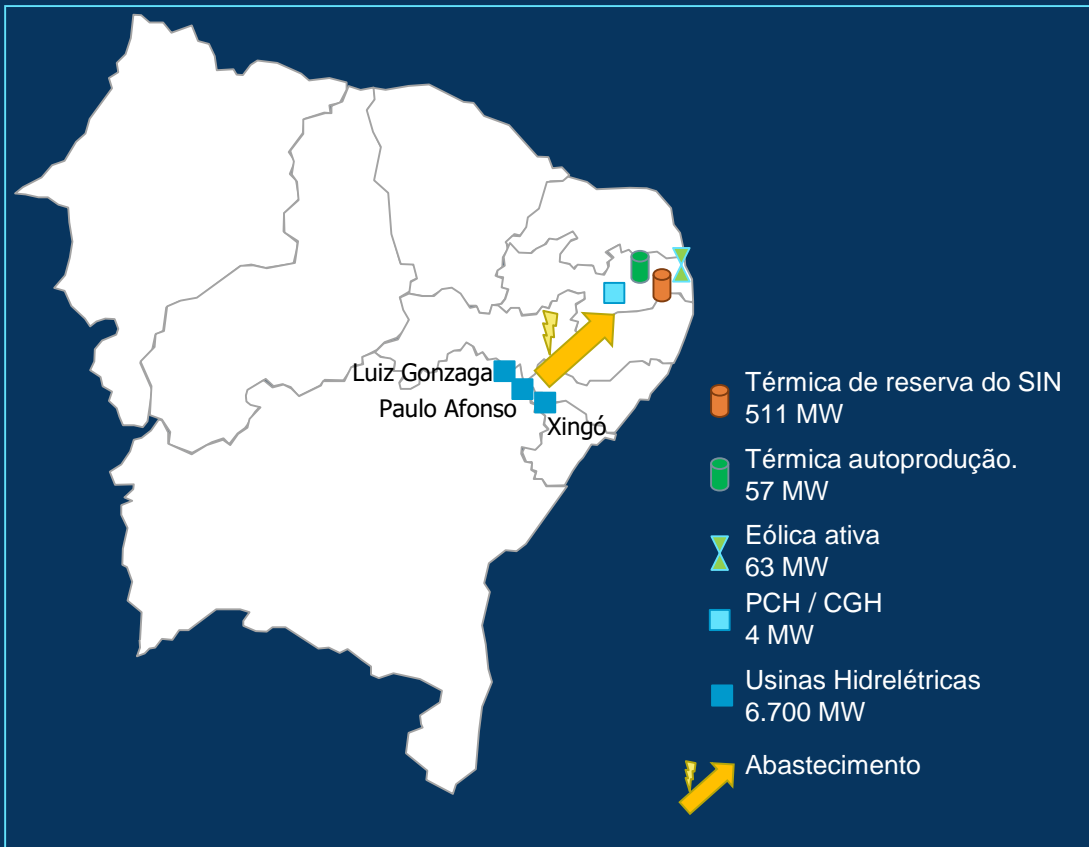 Luiz Gonzaga
Paulo Afonso
Xingó
Térmica de reserva do SIN
511 MW
Térmica autoprodução.
57 MW
Eólica ativa
63 MW
PCH / CGH
4 MW
Usinas Hidrelétricas
6.700 MW
Abastecimento